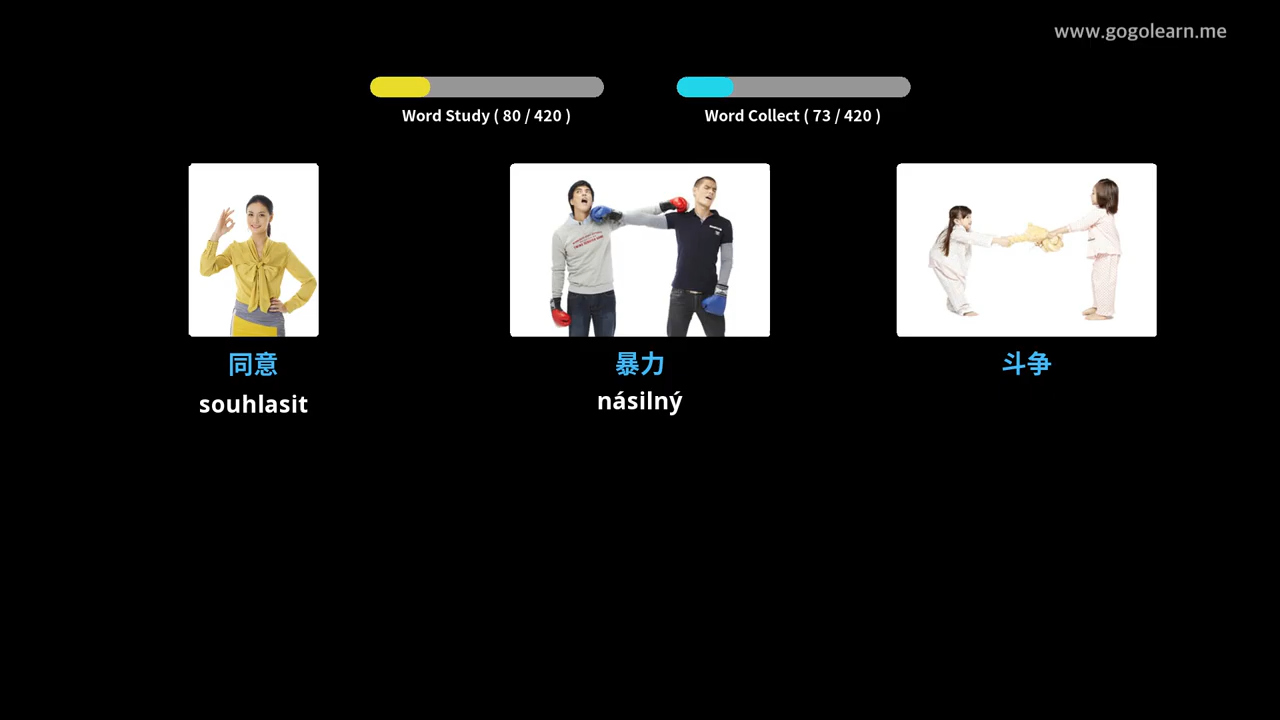 www.gogolearn.me
Word Study ( 80 / 420 )
Word Collect ( 73 / 420 )
同意
暴力
斗争
souhlasit
násilný